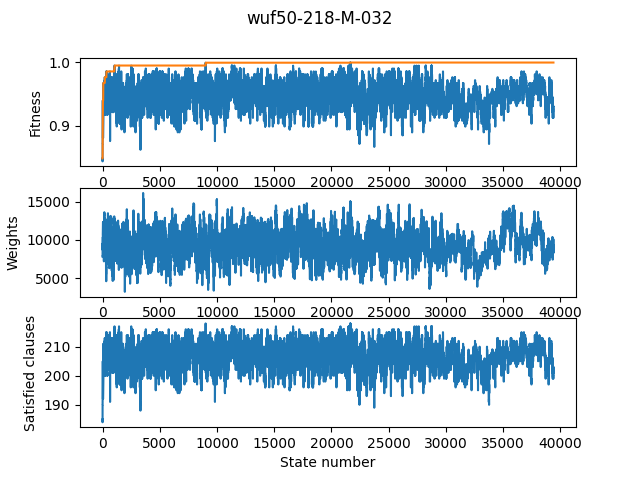 wuf50-218-M-032
1.0
0.9
Fitness
0 5000 10000 15000 20000 25000 30000 35000 40000
15000
10000
5000
Weights
0 5000 10000 15000 20000 25000 30000 35000 40000
210
200
190
Satisfied clauses
0 5000 10000 15000 20000 25000 30000 35000 40000
State number